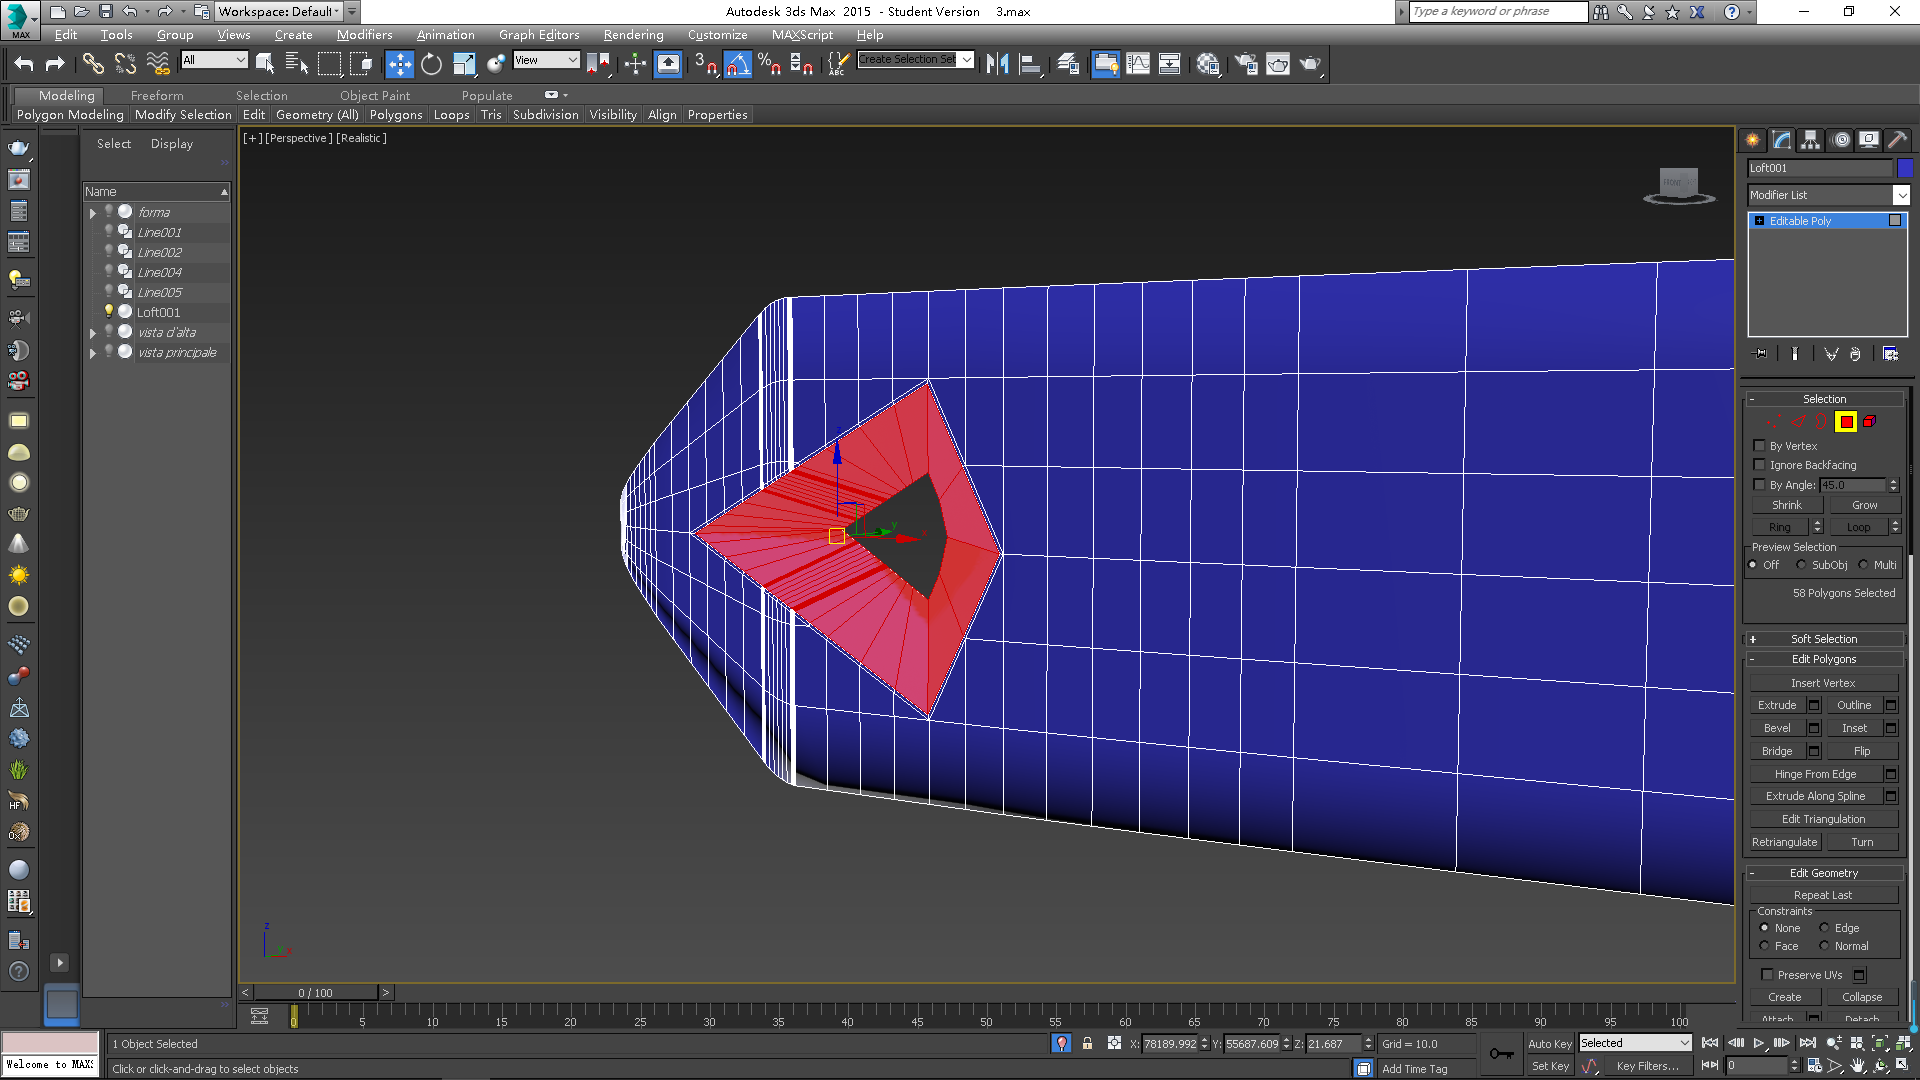 Workspace: Default
Autodesk 3ds Max 2015 - Student Version 3.max
Type a keyword or phrase
MAX
Edit Tools Group Views Create Modifiers Animation Graph Editors Rendering Customize MAXScript Help
All
View
3
Create Selection Set
Modeling Freeform Selection Object Paint Populate
Polygon Modeling Modify Selection Edit Geometry (All) Polygons Loops Tris Subdivision Visibility Align Properties
Select Display
Name
forma
Line001
Line002
Line004
Line005
Loft001
vista d'alta
vista principale
[+] [Perspective] [Realistic]
FRONT
Loft001
Modifier List
Editable Poly
- Selection
By Vertex
Ignore Backfacing
By Angle: 45.0
Shrink Grow
Ring Loop
Preview Selection
Off SubObj Multi
58 Polygons Selected
+ Soft Selection
- Edit Polygons
Insert Vertex
Extrude Outline
Bevel Inset
Bridge Flip
Hinge From Edge
Extrude Along Spline
Edit Triangulation
Retriangulate Turn
- Edit Geometry
Repeat Last
Constraints
None Edge
Face Normal
Preserve UVs
Create Collapse
Attach Detach
z
y
x
z
< 0 / 100 >
0 5 10 15 20 25 30 35 40 45 50 55 60 65 70 75 80 85 90 95 100
1 Object Selected
X: 78189.992 Y: 55687.609 Z: 21.687 Grid = 10.0
Auto Key Selected
Welcome to MAX:
Click or click-and-drag to select objects
Add Time Tag
Set Key Key Filters... 0